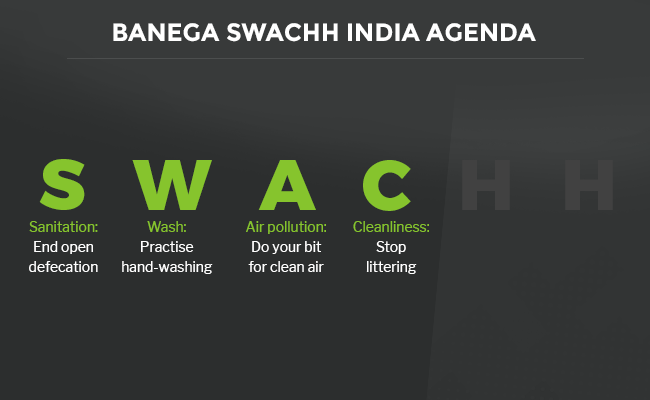 BANEGA SWACHH INDIA AGENDA
S W A C H H
Sanitation: Wash: Air pollution: Cleanliness:
End open Practise Do your bit Stop
defecation hand-washing for clean air littering